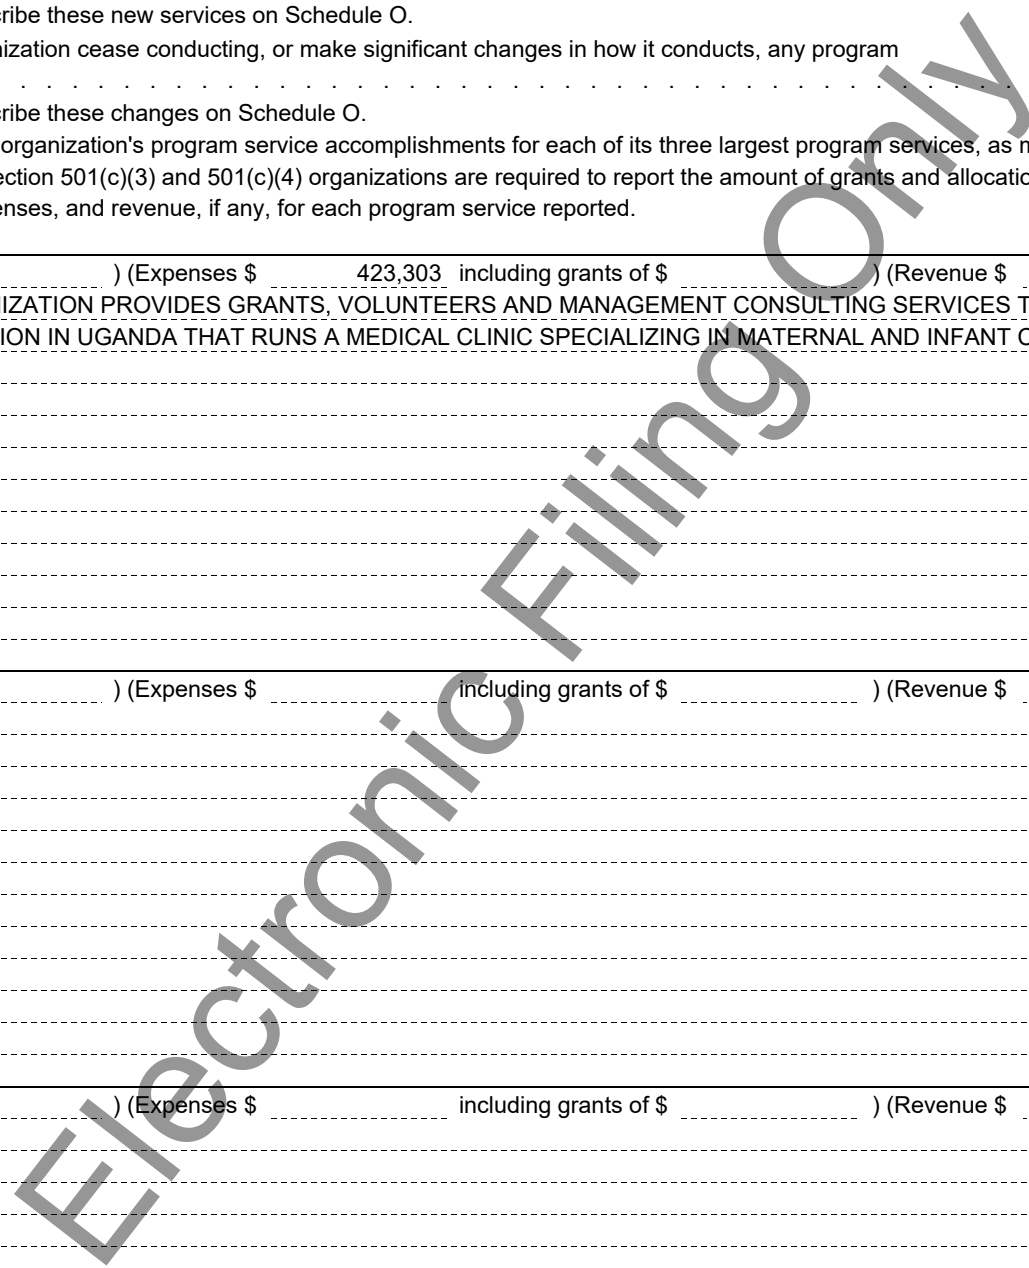 cribe these new services on Schedule O.
nization cease conducting, or make significant changes in how it conducts, any program
. . . . . . . . . . . . . . . . . . . . . . . . . . . . . . . . . . . . . . .
cribe these changes on Schedule O.
organization's program service accomplishments for each of its three largest program services, as m
ection 501(c)(3) and 501(c)(4) organizations are required to report the amount of grants and allocatio
enses, and revenue, if any, for each program service reported.
) (Expenses $ 423,303 including grants of $ ) (Revenue $
NIZATION PROVIDES GRANTS, VOLUNTEERS AND MANAGEMENT CONSULTING SERVICES T
ION IN UGANDA THAT RUNS A MEDICAL CLINIC SPECIALIZING IN MATERNAL AND INFANT C
) (Expenses $ including grants of $ ) (Revenue $
) (Expenses $ including grants of $ ) (Revenue $
Electronic Filing Only